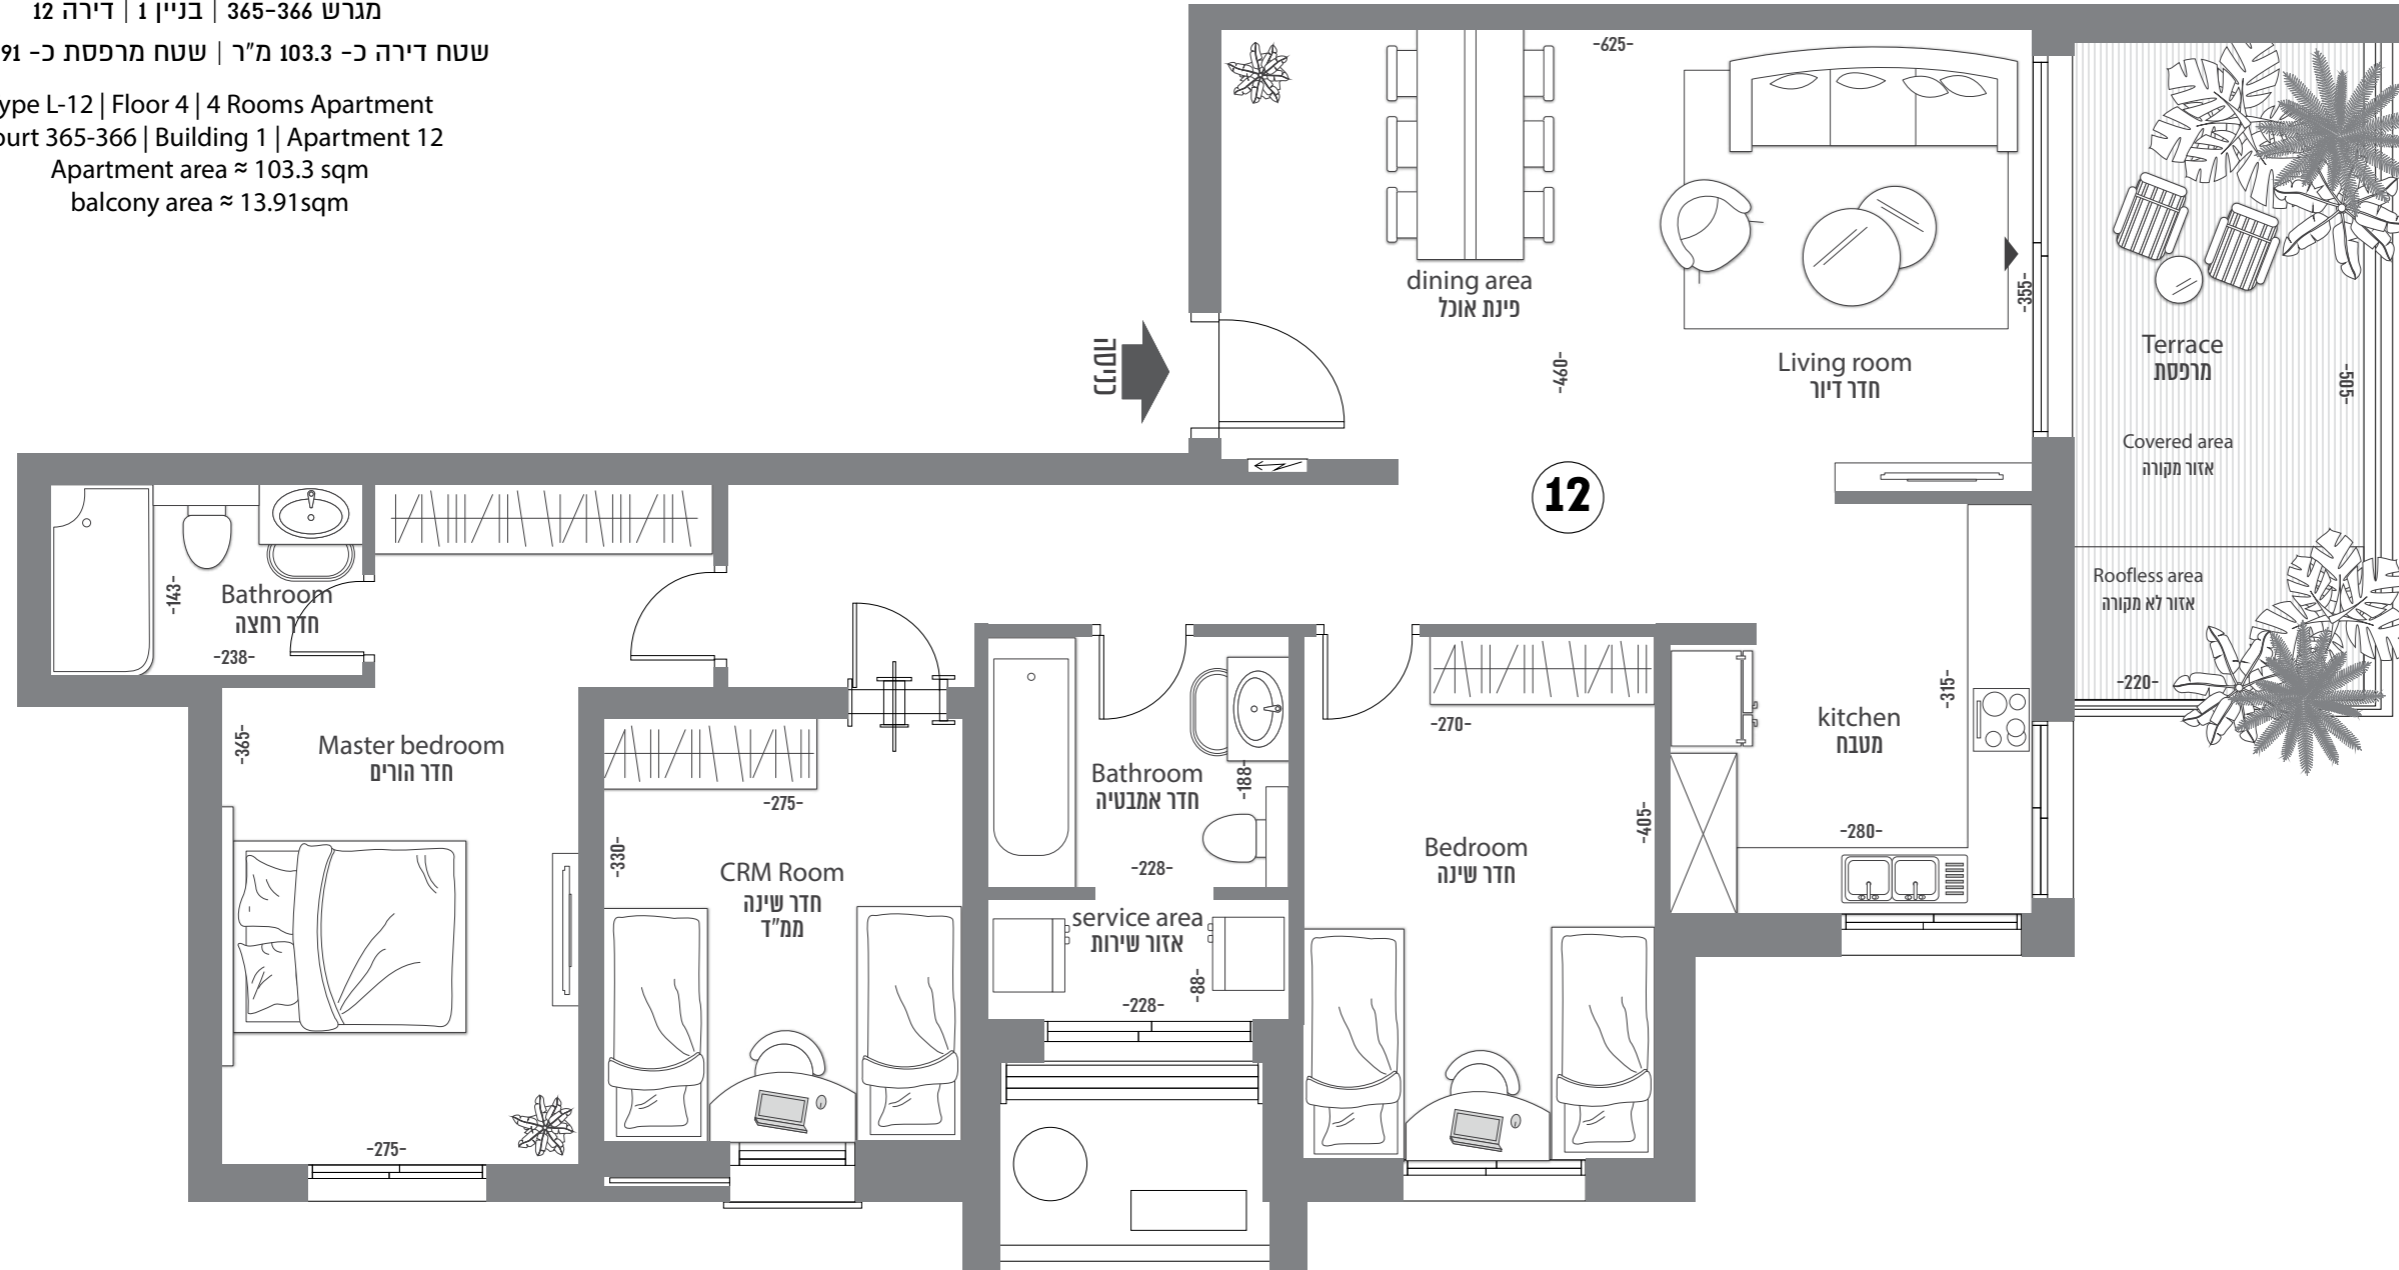 מגרש 365-366 | בניין 1 | דירה 12
שטח דירה כ- 103.3 מ"ר | שטח מרפסת כ- 91
ype L-12 | Floor 4 | 4 Rooms Apartment
ourt 365-366 | Building 1 | Apartment 12
Apartment area ≈ 103.3 sqm
balcony area ≈ 13.91sqm
-625-
dining area
פינת אוכל
-460-
-355-
Living room
חדר דיור
Terrace
מרפסת
-505-
Covered area
אזור מקורה
Roofless area
אזור לא מקורה
-220-
כניסה
12
-143-
Bathroom
חדר רחצה
-238-
-365-
Master bedroom
חדר הורים
-275-
-275-
-330-
CRM Room
חדר שינה
ממ"ד
Bathroom
חדר אמבטיה
-188-
-228-
service area
אזור שירות
-88-
-228-
-270-
-405-
Bedroom
חדר שינה
kitchen
מטבח
-315-
-280-